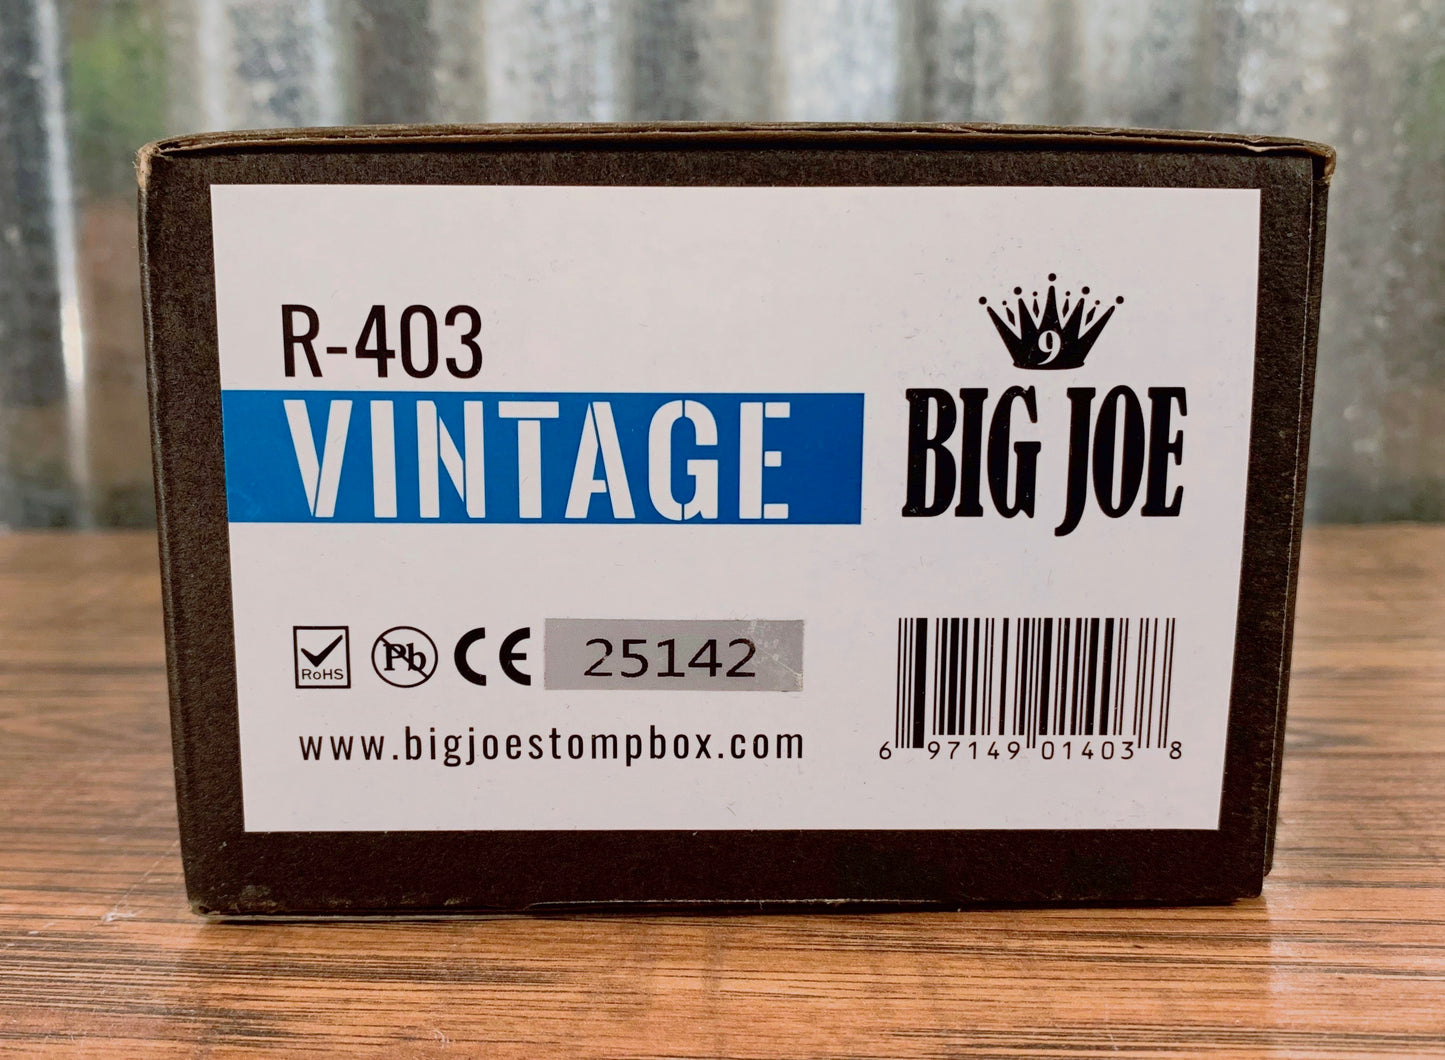 R-403
VINTAGE
9
BIG JOE
RoHS
Pb
CE
25142
www.bigjoestompbox.com
6 97149 01403 8